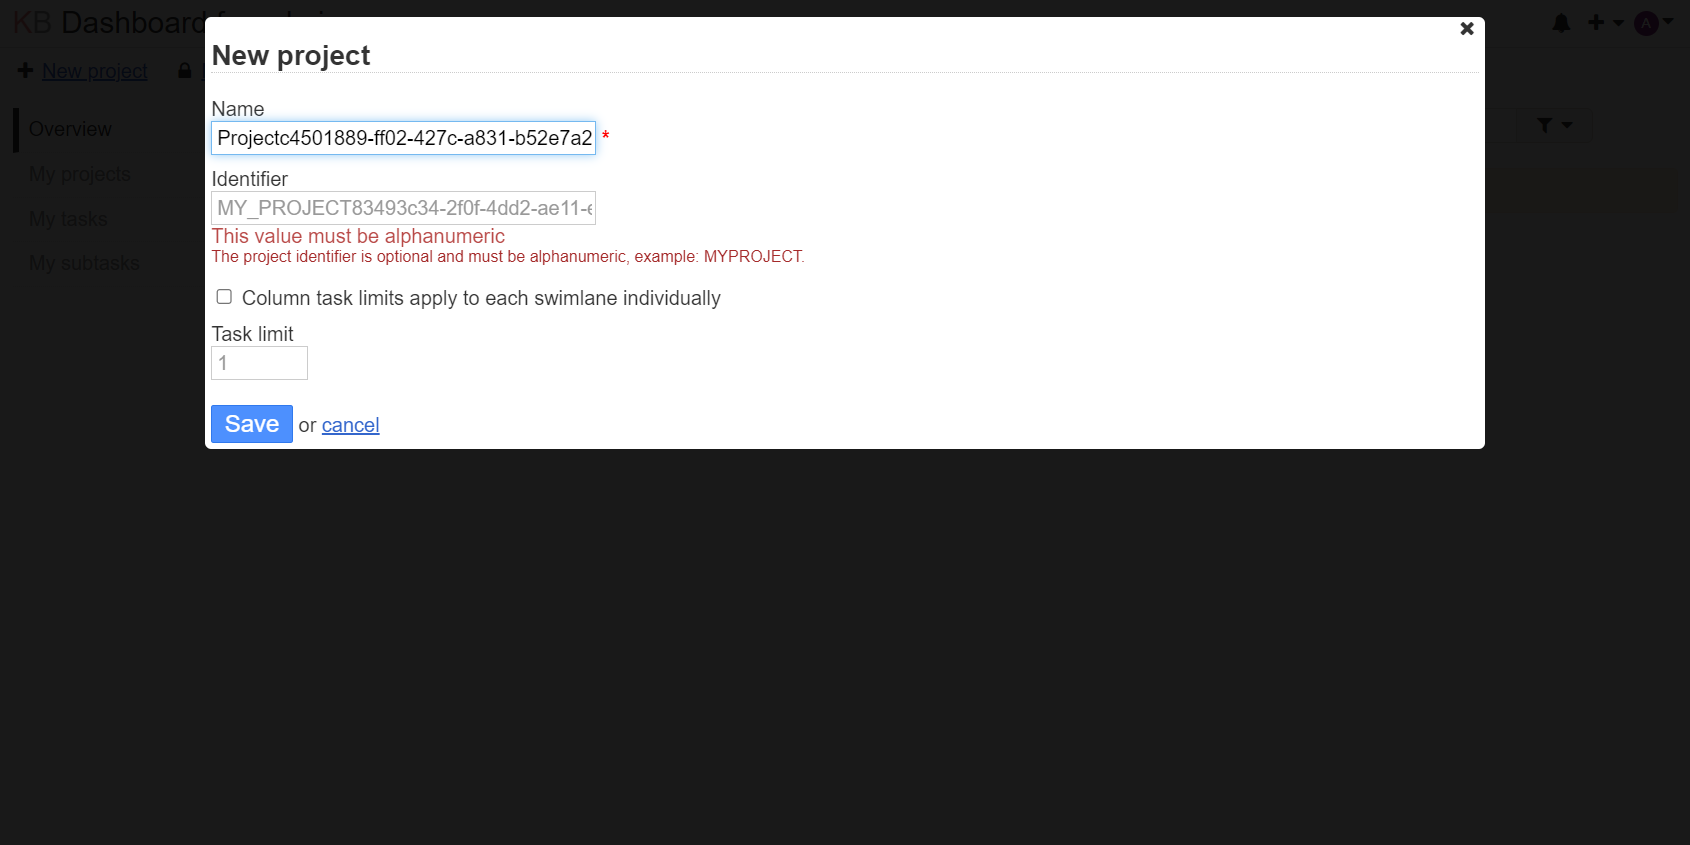 KB Dashboard
New project
Overview
My projects
My tasks
My subtasks
A
New project
Name
Projectc4501889-ff02-427c-a831-b52e7a2 *
Identifier
MY_PROJECT83493c34-2f0f-4dd2-ae11-e
This value must be alphanumeric
The project identifier is optional and must be alphanumeric, example: MYPROJECT.
Column task limits apply to each swimlane individually
Task limit
1
Save or cancel